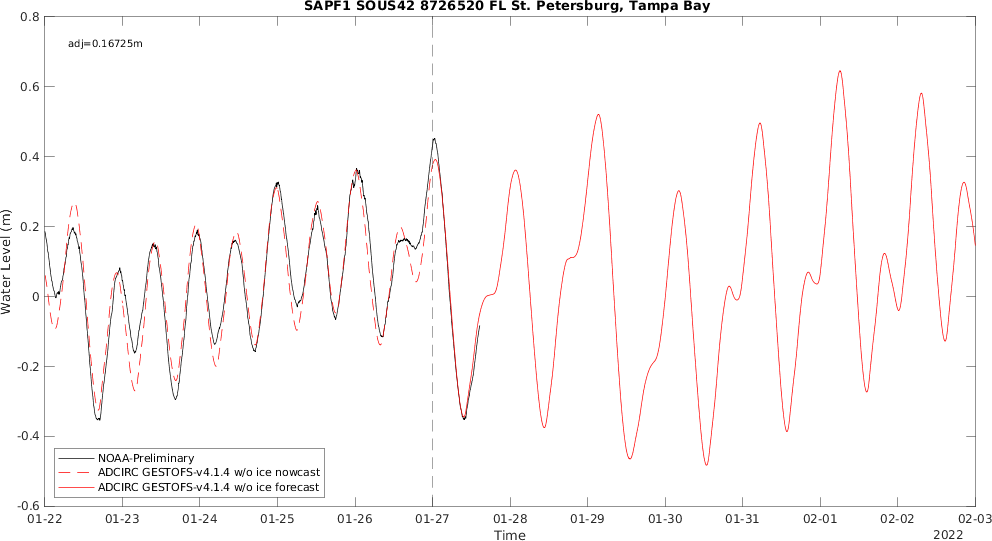 SAPF1 SOUS42 8726520 FL St. Petersburg, Tampa Bay
adj=0.16725m
0.8
0.6
0.4
0.2
0
-0.2
-0.4
-0.6
Water Level (m)
NOAA-Preliminary
ADCIRC GESTOFS-v4.1.4 w/o ice nowcast
ADCIRC GESTOFS-v4.1.4 w/o ice forecast
01-22 01-23 01-24 01-25 01-26 01-27 01-28 01-29 01-30 01-31 02-01 02-02 02-03
Time
2022